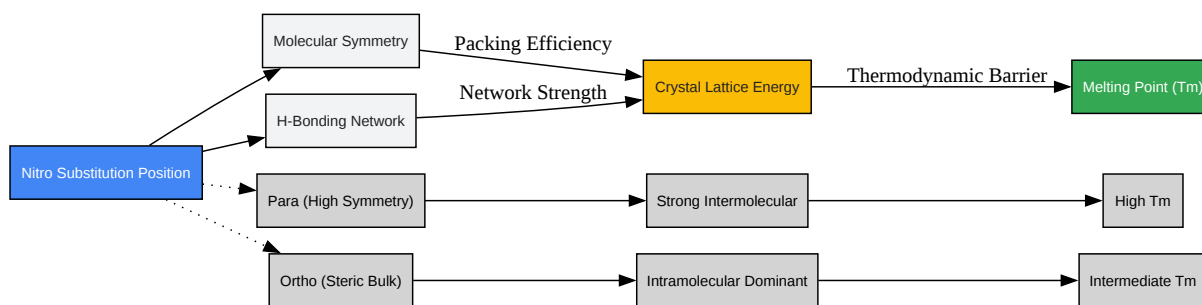 Molecular Symmetry
Packing Efficiency
Crystal Lattice Energy
Thermodynamic Barrier
Melting Point (Tm)
Network Strength
H-Bonding Network
Nitro Substitution Position
Para (High Symmetry)
Strong Intermolecular
High Tm
Ortho (Steric Bulk)
Intramolecular Dominant
Intermediate Tm